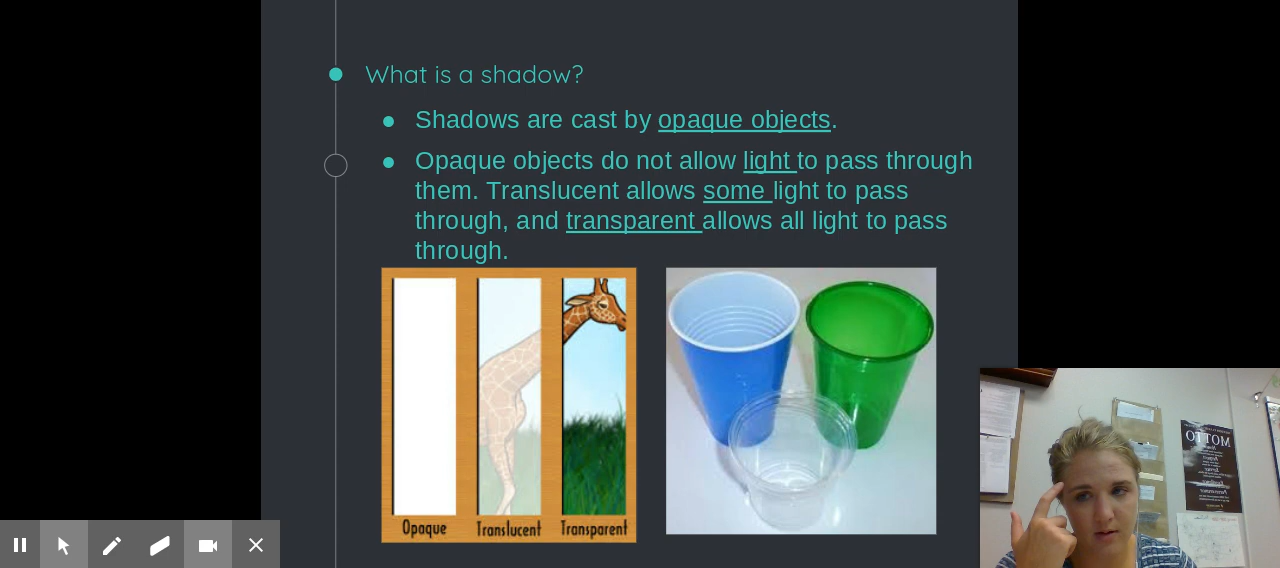 What is a shadow?
Shadows are cast by opaque objects.
Opaque objects do not allow light to pass through
them. Translucent allows some light to pass
through, and transparent allows all light to pass
through.
Opaque Translucent Transparent
MOTTO